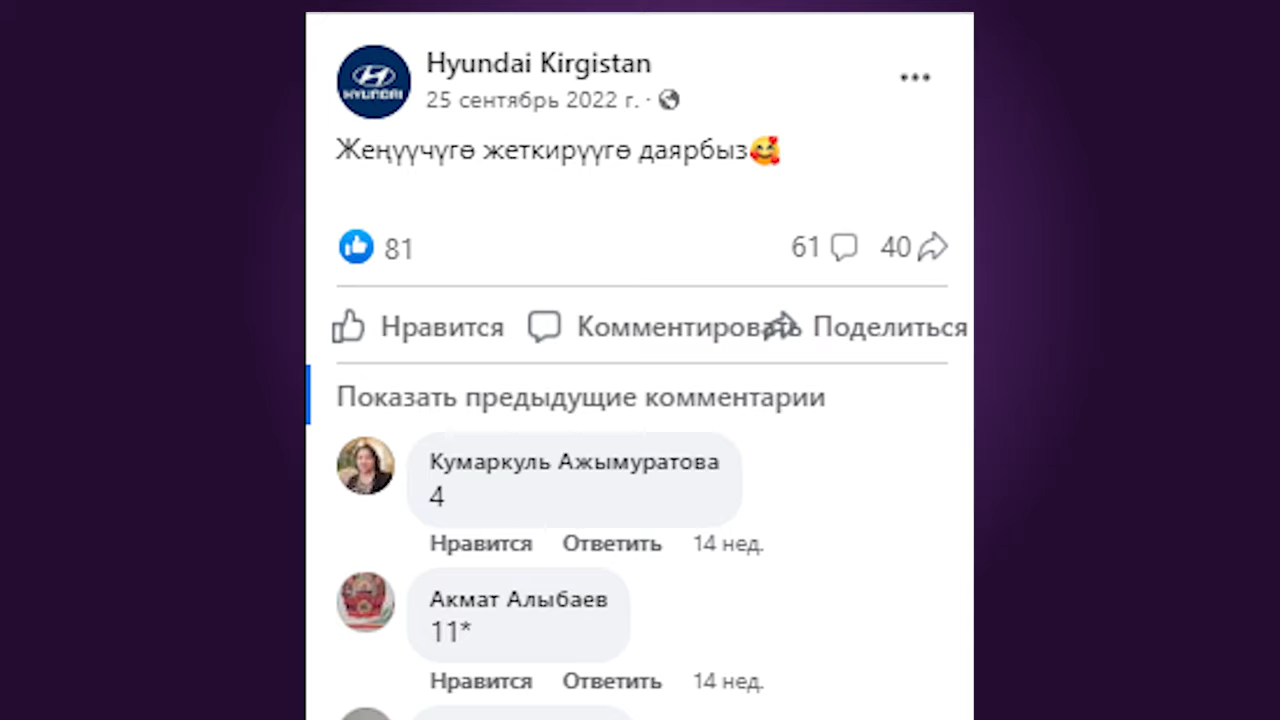 HYUNDAI
Hyundai Kirgistan
25 сентябрь 2022 г. ·
Жеңүүчүгө жеткирүүгө даярбыз🥰
81
61
40
Нравится
Комментировать
Поделиться
Показать предыдущие комментарии
Кумаркуль Ажымуратова
4
Нравится Ответить 14 нед.
Акмат Алыбаев
11*
Нравится Ответить 14 нед.